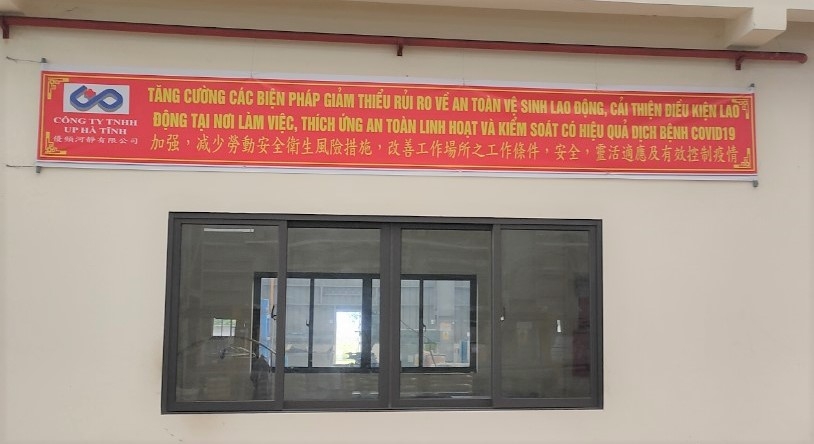 CÔNG TY TNHH
UP HÀ TĨNH
優頻河靜有限公司
TĂNG CƯỜNG CÁC BIỆN PHÁP GIẢM THIỂU RỦI RO VỀ AN TOÀN VỆ SINH LAO ĐỘNG, CẢI THIỆN ĐIỀU KIỆN LAO
ĐỘNG TẠI NƠI LÀM VIỆC, THÍCH ỨNG AN TOÀN LINH HOẠT VÀ KIỂM SOÁT CÓ HIỆU QUẢ DỊCH BỆNH COVID19
加强，減少勞動安全衛生風險措施，改善工作場所之工作條件，安全，靈活適應及有效控制疫情